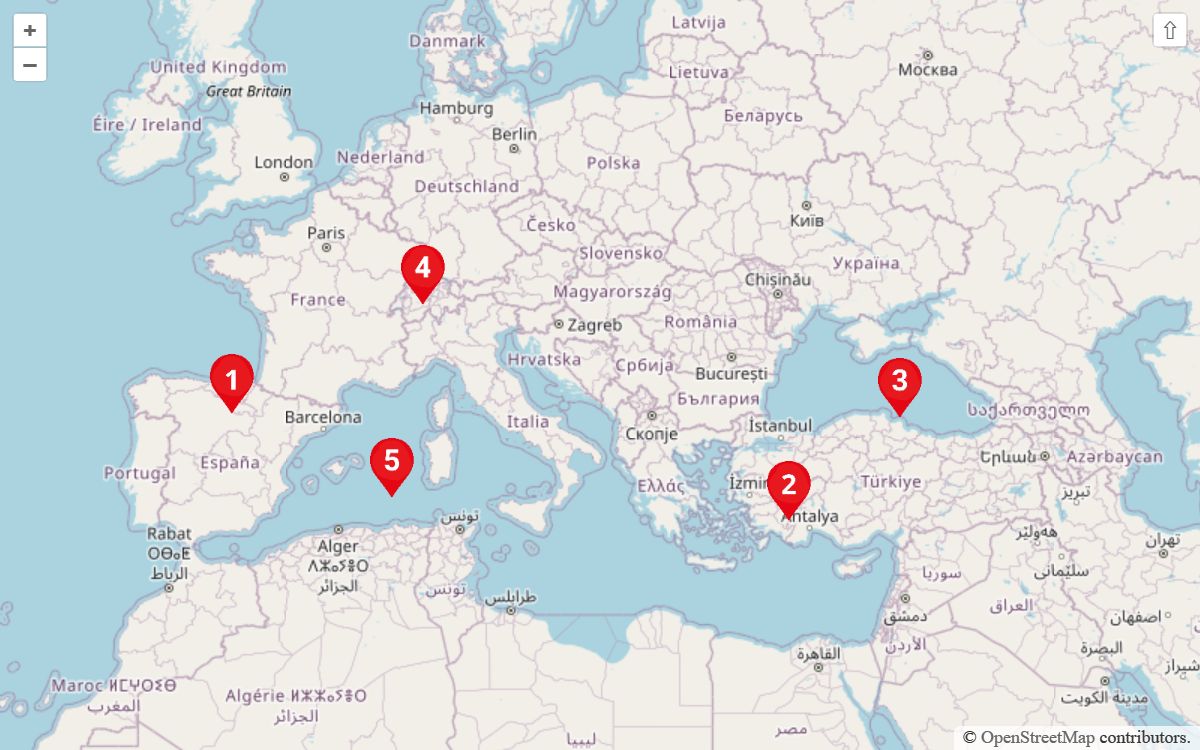 +
−
⇧
Latvija
Danmark
Москва
United Kingdom
Great Britain
Lietuva
Hamburg
Беларусь
Éire / Ireland
Berlin
London
Nederland
Polska
Deutschland
Київ
Česko
Paris
Slovensko
Україна
4
Chișinău
France
Magyarország
România
Zagreb
Hrvatska
Србија
București
1
3
България
საქართველო
Barcelona
Italia
İstanbul
Скопје
Azərbaycan
Երևան
España
5
Portugal
Ελλάς
İzmir
2
Türkiye
تبریز
Antalya
تونس
Rabat
ⵔⴱⴰⵟ
الرباط
Alger
الجزائر
هەولێر
تهران
سلێمانی
سوريا
تونس
طرابلس
العراق
دمشق
اصفهان
الأردن
القاهرة
البصرة
شیراز
Maroc ⵍⵎⵖⵔⵉⴱ
المغرب
Algérie ⵍⵣⵣⴰⵢⴻⵔ
الجزائر
مدينة الكويت
مصر
ليبيا
© OpenStreetMap contributors.